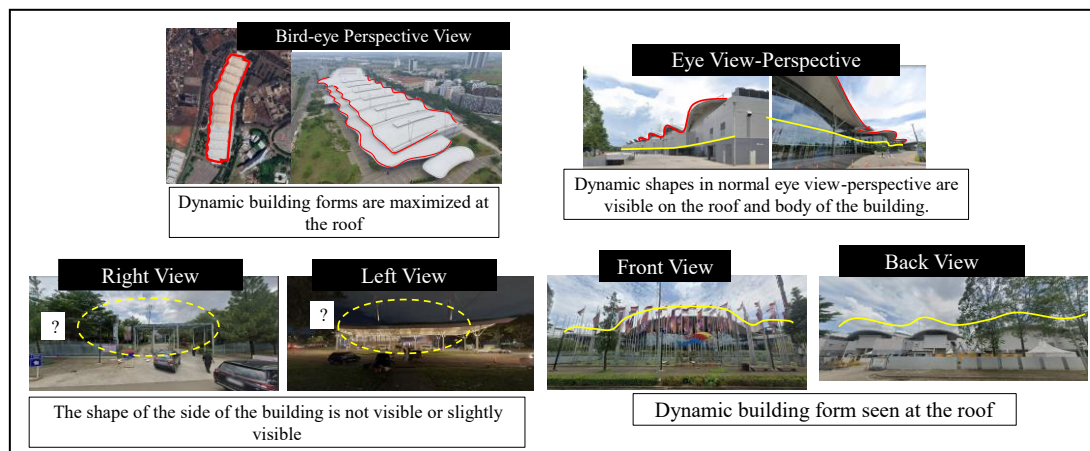 Bird-eye Perspective View
Eye View-Perspective
Dynamic building forms are maximized at
the roof
Dynamic shapes in normal eye view-perspective are
visible on the roof and body of the building.
Right View
Left View
Front View
Back View
?
?
The shape of the side of the building is not visible or slightly
visible
Dynamic building form seen at the roof